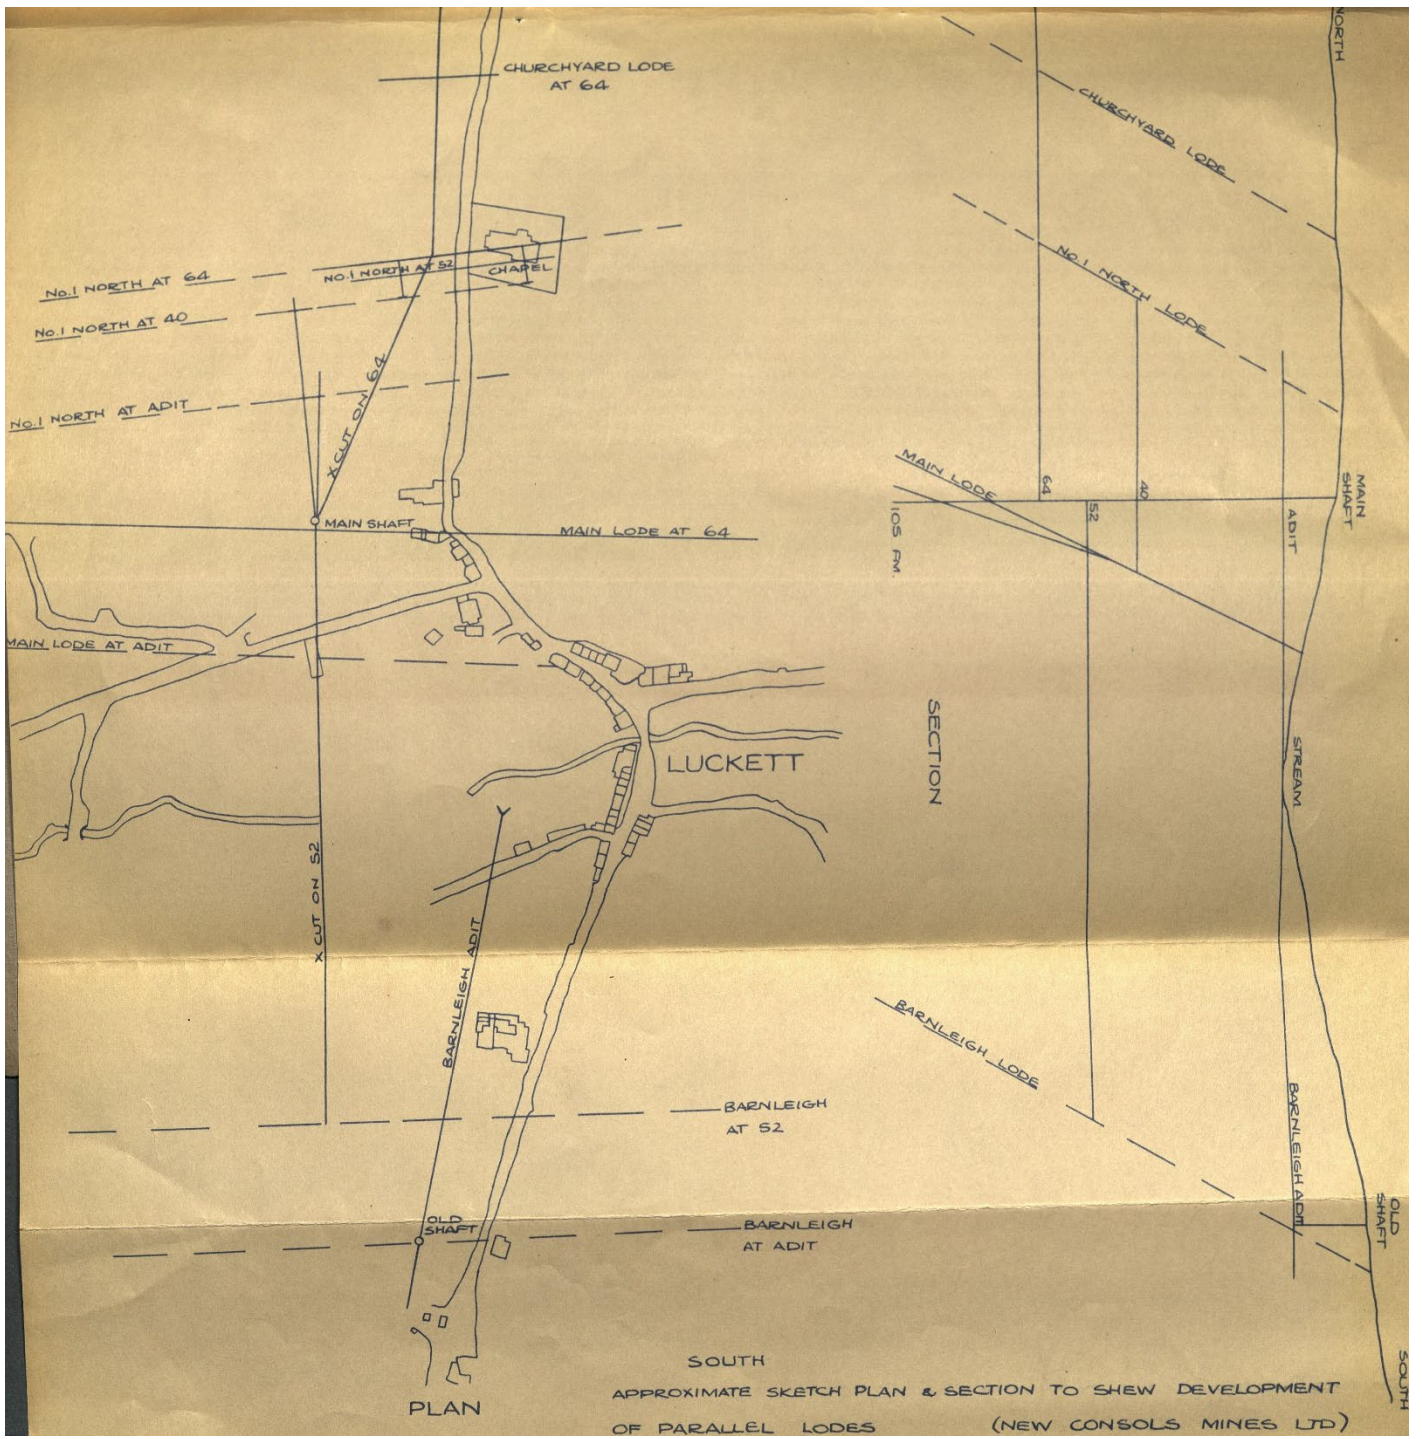 CHURCHYARD LODE
AT 64
No.1 NORTH AT 64
No.1 NORTH AT 52
CHAPEL
No.1 NORTH AT 40
No.1 NORTH AT ADIT
X CUT ON 64
MAIN SHAFT
MAIN LODE AT 64
MAIN LODE AT ADIT
LUCKETT
X CUT ON 52
BARNLEIGH ADIT
BARNLEIGH
AT 52
OLD
SHAFT
BARNLEIGH
AT ADIT
PLAN
NORTH
CHURCHYARD LODE
No.1 NORTH LODE
MAIN LODE
64
40
52
ADIT
MAIN
SHAFT
105 FM.
SECTION
STREAM
BARNLEIGH LODE
BARNLEIGH ADIT
OLD
SHAFT
SOUTH
SOUTH
APPROXIMATE SKETCH PLAN & SECTION TO SHEW DEVELOPMENT
OF PARALLEL LODES (NEW CONSOLS MINES LTD)